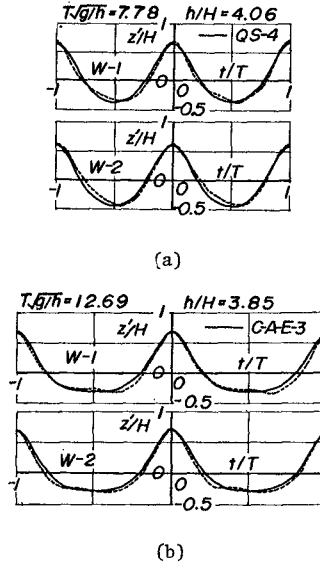 T√g/h=7.78 h/H=4.06
1
z'/H QS-4
W-1 t/T
-1 0 1
-0.5
1
z'/H
W-2 t/T
-1 0 1
-0.5
(a)
T√g/h=12.69 h/H=3.85
1
z'/H C-A-E-3
W-1 t/T
-1 0 1
-0.5
1
z'/H
W-2 t/T
-1 0 1
-0.5
(b)